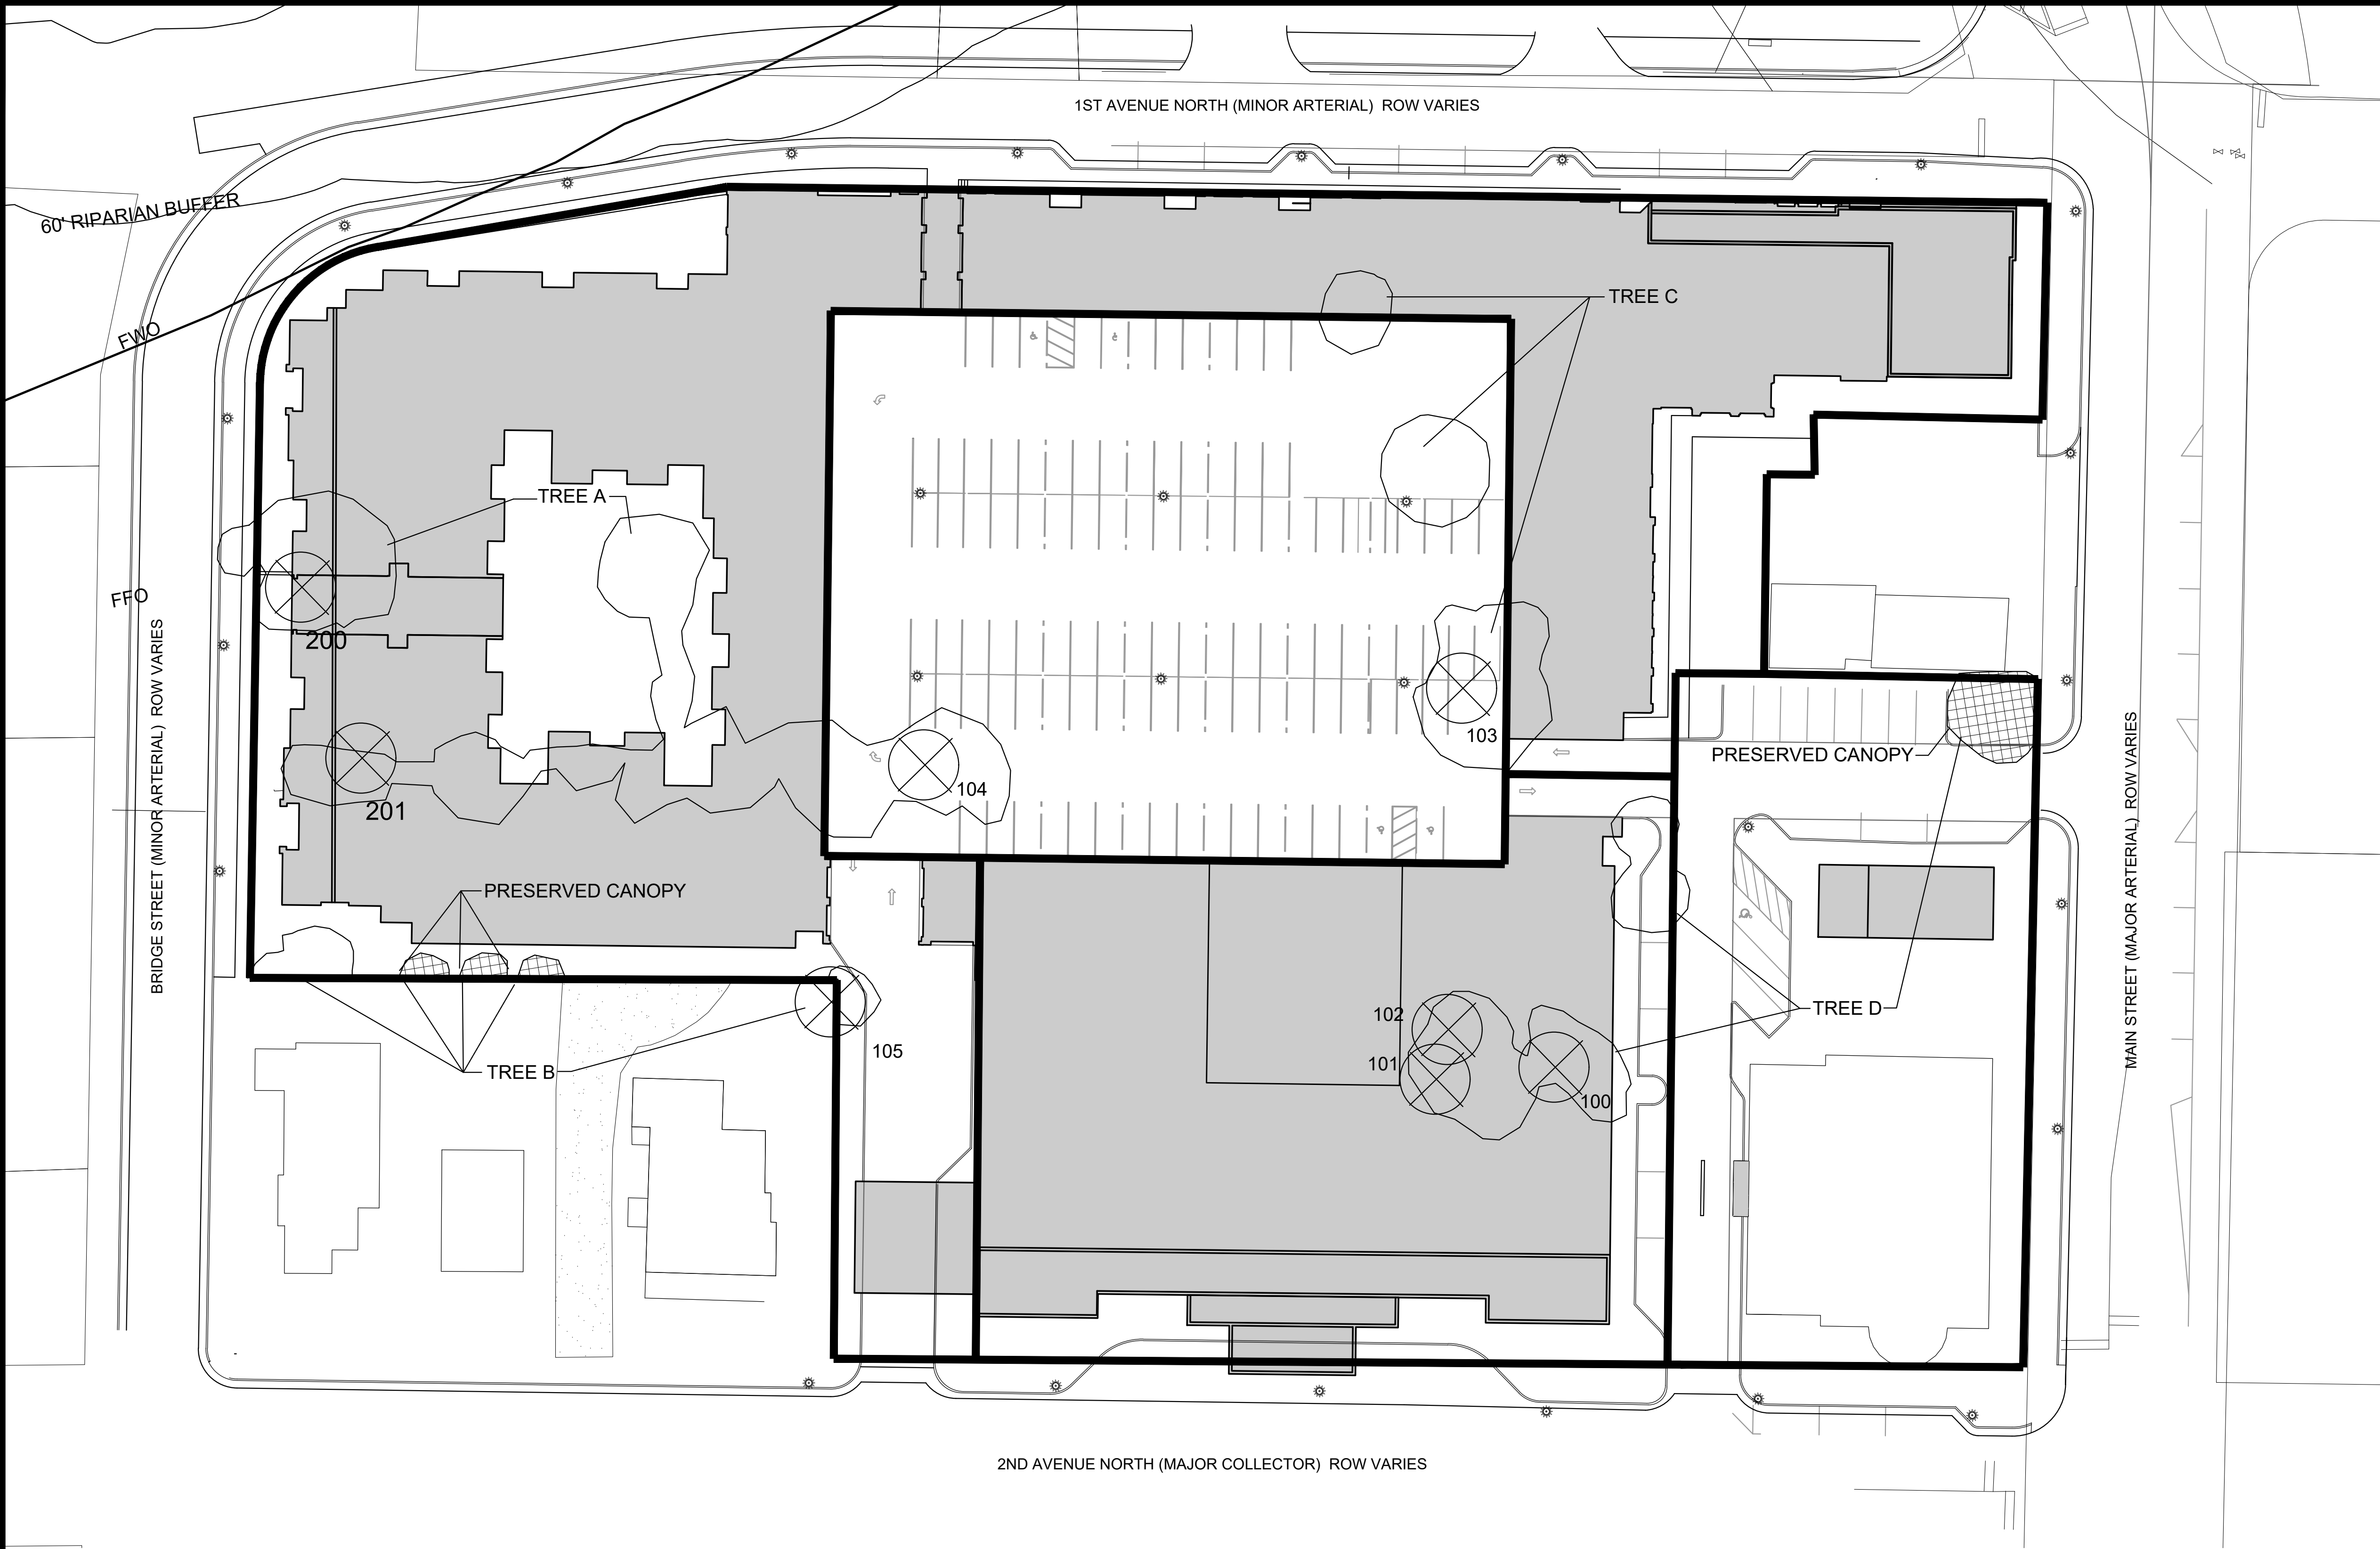 1ST AVENUE NORTH (MINOR ARTERIAL)  ROW VARIES
60' RIPARIAN BUFFER
TREE C
FWO
TREE A
FFO
200
103
PRESERVED CANOPY
104
201
BRIDGE STREET (MINOR ARTERIAL)  ROW VARIES
MAIN STREET (MAJOR ARTERIAL)  ROW VARIES
PRESERVED CANOPY
TREE D
102
105
101
TREE B
100
2ND AVENUE NORTH (MAJOR COLLECTOR)  ROW VARIES